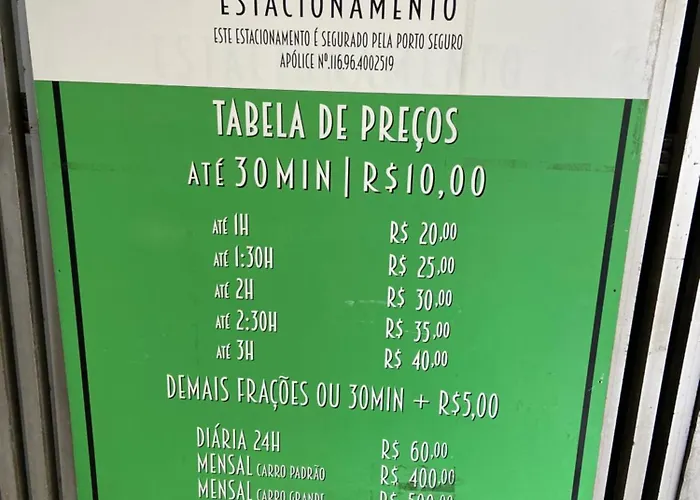 ESTACIONAMENTO
ESTE ESTACIONAMENTO É SEGURADO PELA PORTO SEGURO
APÓLICE Nº.116.96.4002519
TABELA DE PREÇOS
ATÉ 30MIN | R$10,00
ATÉ 1H R$ 20,00
ATÉ 1:30H R$ 25,00
ATÉ 2H R$ 30,00
ATÉ 2:30H R$ 35,00
ATÉ 3H R$ 40,00
DEMAIS FRAÇÕES OU 30MIN + R$5,00
DIÁRIA 24H R$ 60,00
MENSAL CARRO PADRÃO R$ 400,00
MENSAL CARRO GRANDE R$ 500,00